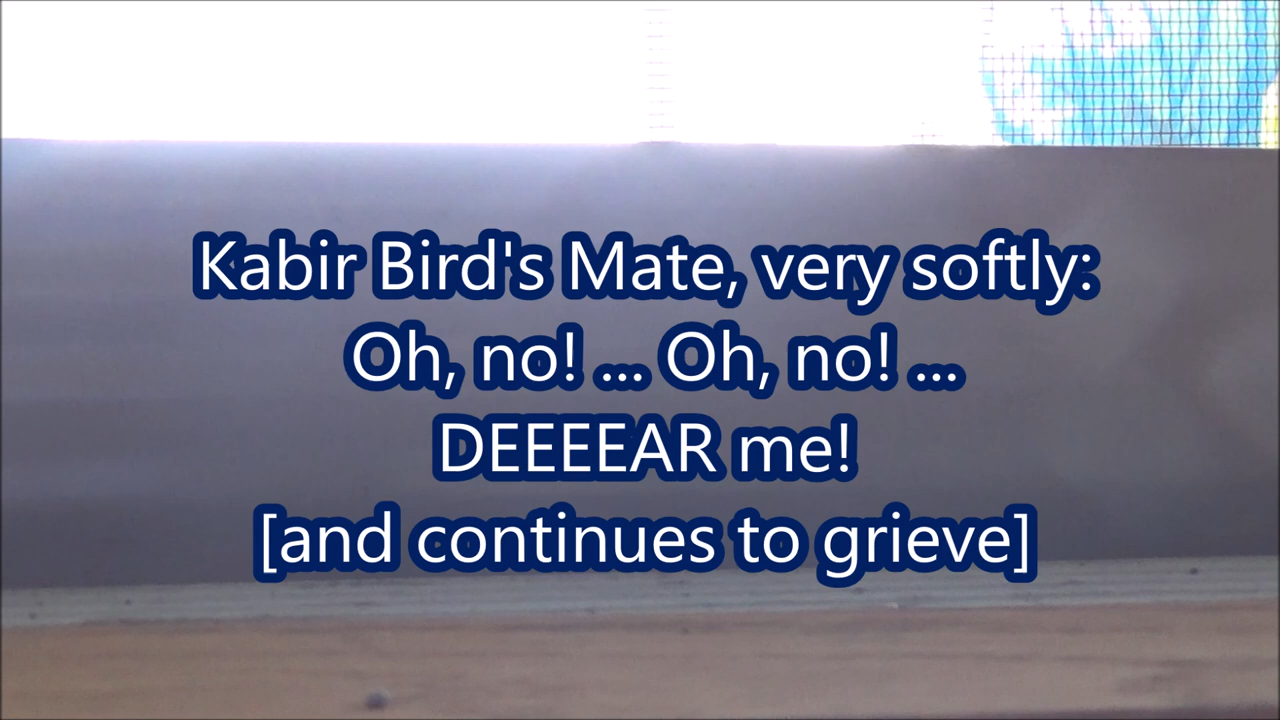 Kabir Bird's Mate, very softly:
Oh, no! ... Oh, no! ...
DEEEEAR me!
[and continues to grieve]